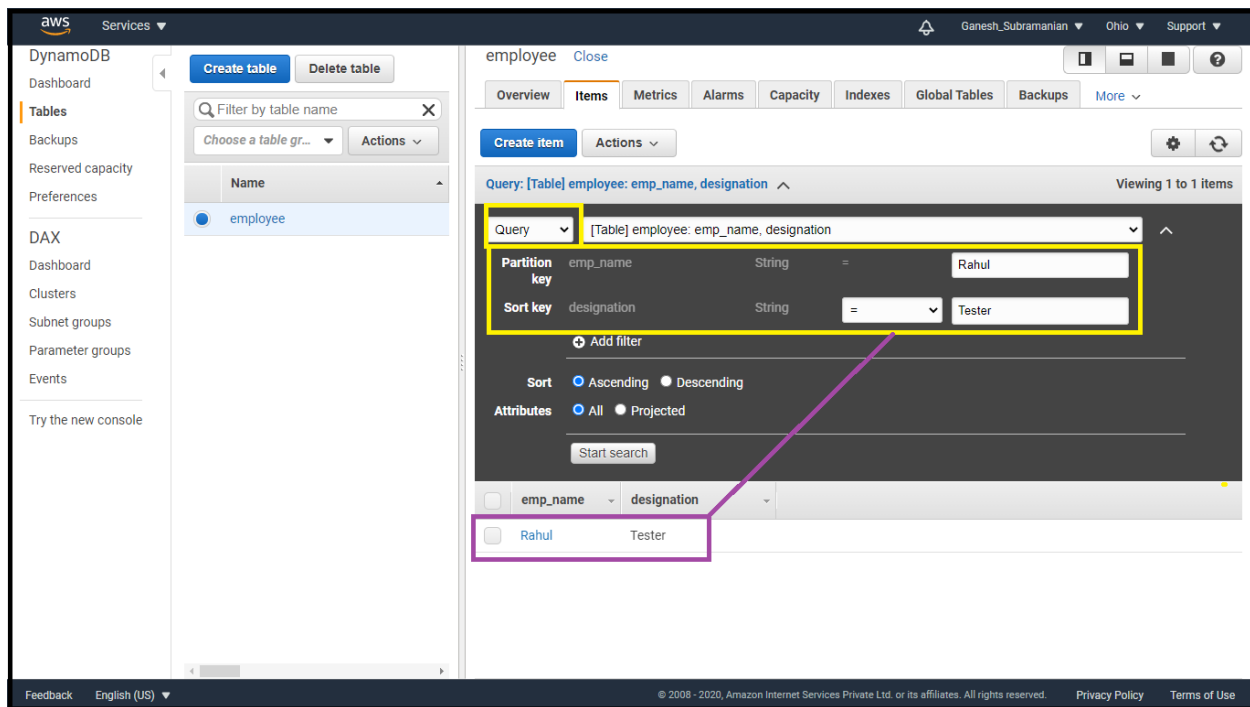 aws Services Ganesh_Subramanian Ohio Support
DynamoDB
Dashboard
Tables
Backups
Reserved capacity
Preferences
DAX
Dashboard
Clusters
Subnet groups
Parameter groups
Events
Try the new console
Create table Delete table
Filter by table name
Choose a table gr... Actions
Name
employee
employee Close
Overview Items Metrics Alarms Capacity Indexes Global Tables Backups More
Create item Actions
Query: [Table] employee: emp_name, designation Viewing 1 to 1 items
Query [Table] employee: emp_name, designation
Partition key emp_name String = Rahul
Sort key designation String = Tester
Add filter
Sort Ascending Descending
Attributes All Projected
Start search
emp_name designation
Rahul Tester
Feedback English (US) © 2008 - 2020, Amazon Internet Services Private Ltd. or its affiliates. All rights reserved. Privacy Policy Terms of Use